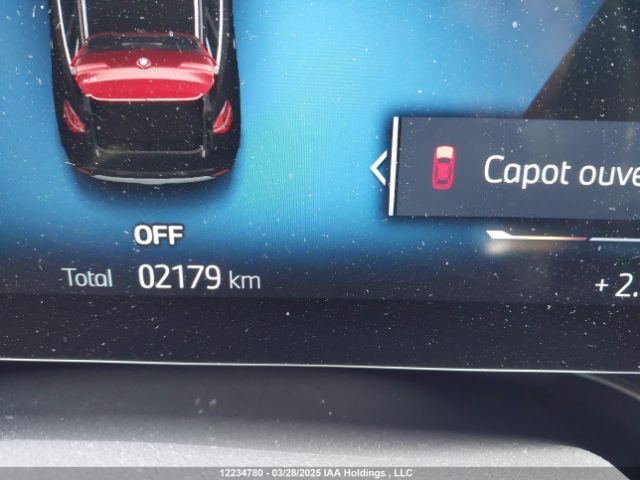 Capot ouve
OFF
Total 02179 km
+ 2.
12234780 - 03/28/2025 IAA Holdings , LLC